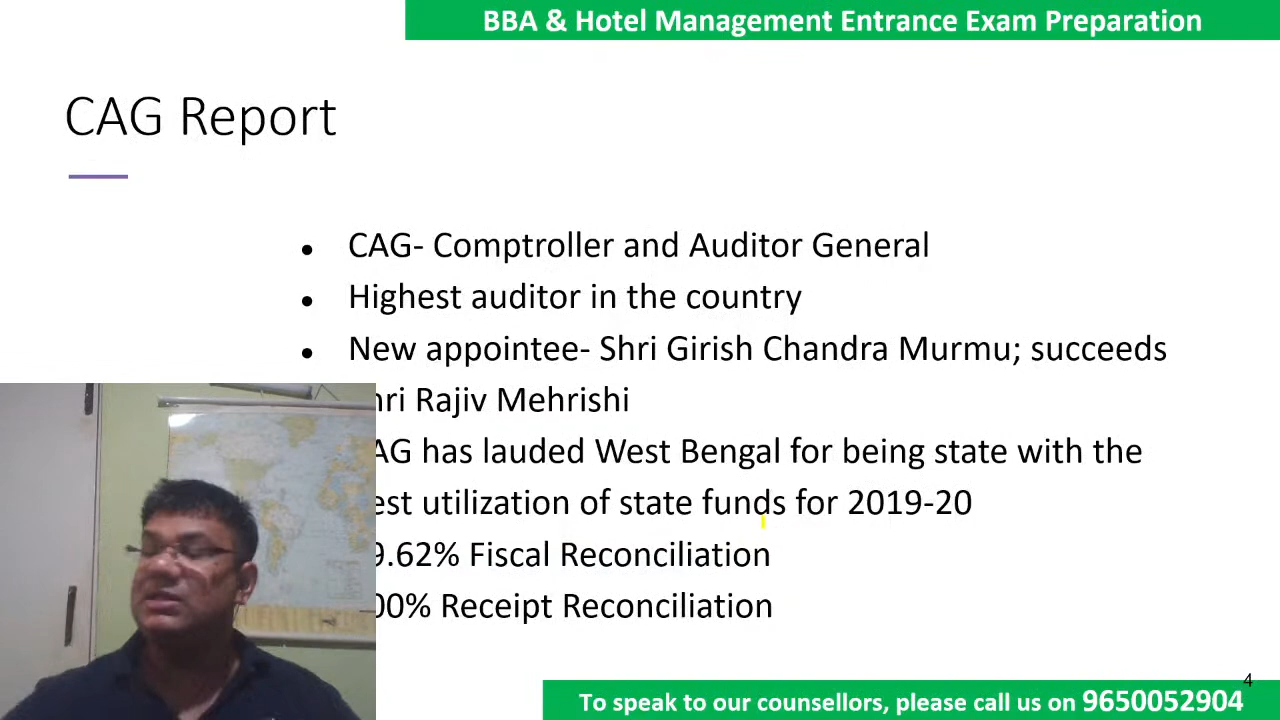 BBA & Hotel Management Entrance Exam Preparation
CAG Report
• CAG- Comptroller and Auditor General
• Highest auditor in the country
• New appointee- Shri Girish Chandra Murmu; succeeds
hri Rajiv Mehrishi
AG has lauded West Bengal for being state with the
est utilization of state funds for 2019-20
9.62% Fiscal Reconciliation
00% Receipt Reconciliation
4
To speak to our counsellors, please call us on 9650052904